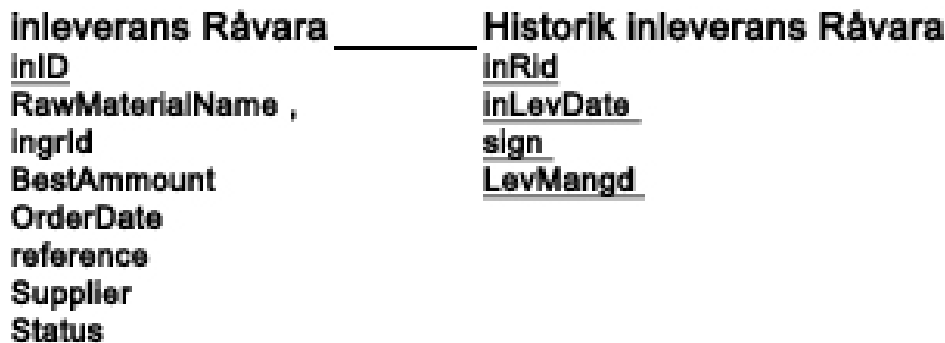 inleverans Råvara
inID
RawMaterialName ,
ingrId
BestAmmount
OrderDate
reference
Supplier
Status
Historik inleverans Råvara
inRid
inLevDate
sign
LevMangd